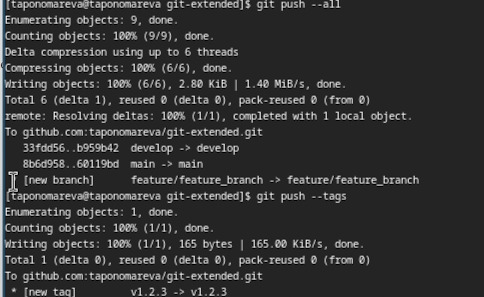 [taponomareva@taponomareva git-extended]$ git push --all
Enumerating objects: 9, done.
Counting objects: 100% (9/9), done.
Delta compression using up to 6 threads
Compressing objects: 100% (6/6), done.
Writing objects: 100% (6/6), 2.80 KiB | 1.40 MiB/s, done.
Total 6 (delta 1), reused 0 (delta 0), pack-reused 0 (from 0)
remote: Resolving deltas: 100% (1/1), completed with 1 local object.
To github.com:taponomareva/git-extended.git
33fdd56..b959b42 develop -> develop
8b6d958..60119bd main -> main
[new branch] feature/feature_branch -> feature/feature_branch
[taponomareva@taponomareva git-extended]$ git push --tags
Enumerating objects: 1, done.
Counting objects: 100% (1/1), done.
Writing objects: 100% (1/1), 165 bytes | 165.00 KiB/s, done.
Total 1 (delta 0), reused 0 (delta 0), pack-reused 0 (from 0)
To github.com:taponomareva/git-extended.git
* [new tag] v1.2.3 -> v1.2.3